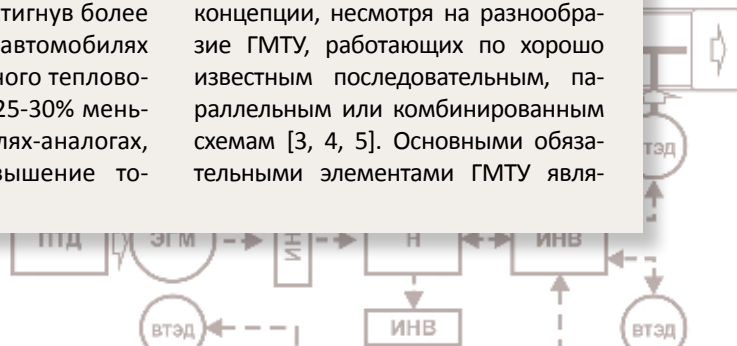 тигнув более
автомобилях
ного теплово-
25-30% мень-
лях-аналогах,
вышение то-
концепции, несмотря на разнообра-
зие ГМТУ, работающих по хорошо
известным последовательным, па-
раллельным или комбинированным
схемам [3, 4, 5]. Основными обяза-
тельными элементами ГМТУ явля-
ТЭД
ПТД
ЭГМ
ИН
Н
ИНВ
ВТЭД
ИНВ
ВТЭД